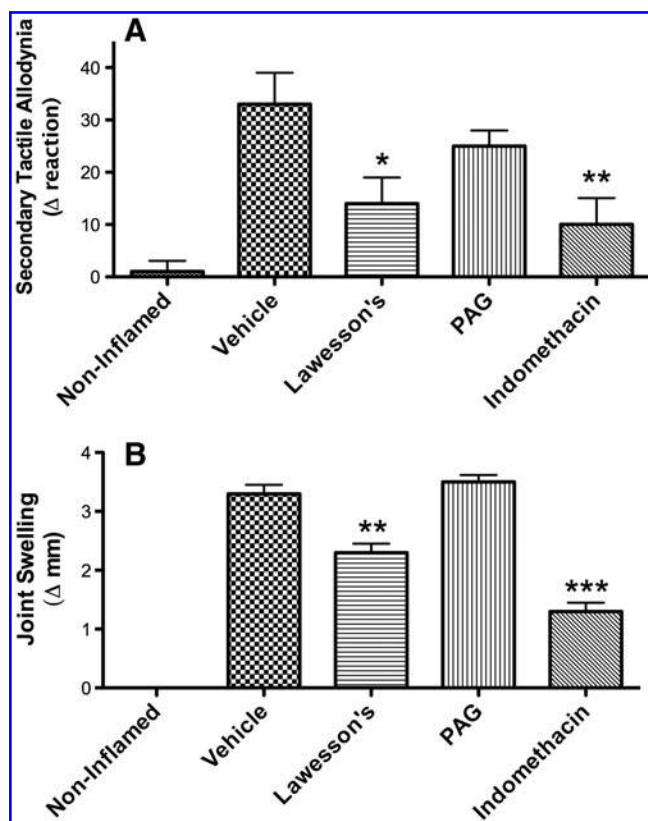 A
Secondary Tactile Allodynia
(Δ reaction)
40
30
20
10
0
*
**
Non-Inflamed
Vehicle
Lawesson's
PAG
Indomethacin
B
Joint Swelling
(Δ mm)
4
3
2
1
0
**
***
Non-Inflamed
Vehicle
Lawesson's
PAG
Indomethacin